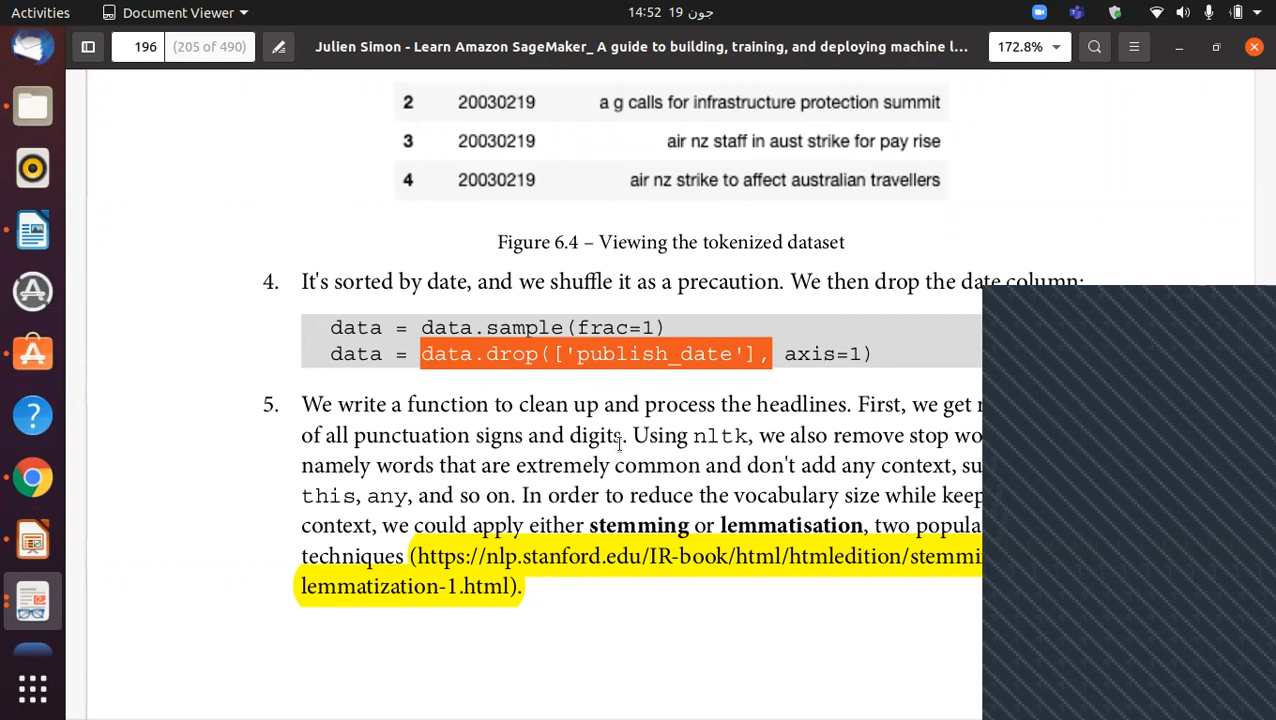 Activities Document Viewer 14:52 19 جون
196 (205 of 490) Julien Simon - Learn Amazon SageMaker_ A guide to building, training, and deploying machine l... 172.8%
2 20030219 a g calls for infrastructure protection summit
3 20030219 air nz staff in aust strike for pay rise
4 20030219 air nz strike to affect australian travellers
Figure 6.4 – Viewing the tokenized dataset
4. It's sorted by date, and we shuffle it as a precaution. We then drop the date column:
data = data.sample(frac=1)
data = data.drop(['publish_date'], axis=1)
5. We write a function to clean up and process the headlines. First, we get
of all punctuation signs and digits. Using nltk, we also remove stop wo
namely words that are extremely common and don't add any context, su
this, any, and so on. In order to reduce the vocabulary size while keep
context, we could apply either stemming or lemmatisation, two popula
techniques (https://nlp.stanford.edu/IR-book/html/htmledition/stemmi
lemmatization-1.html).